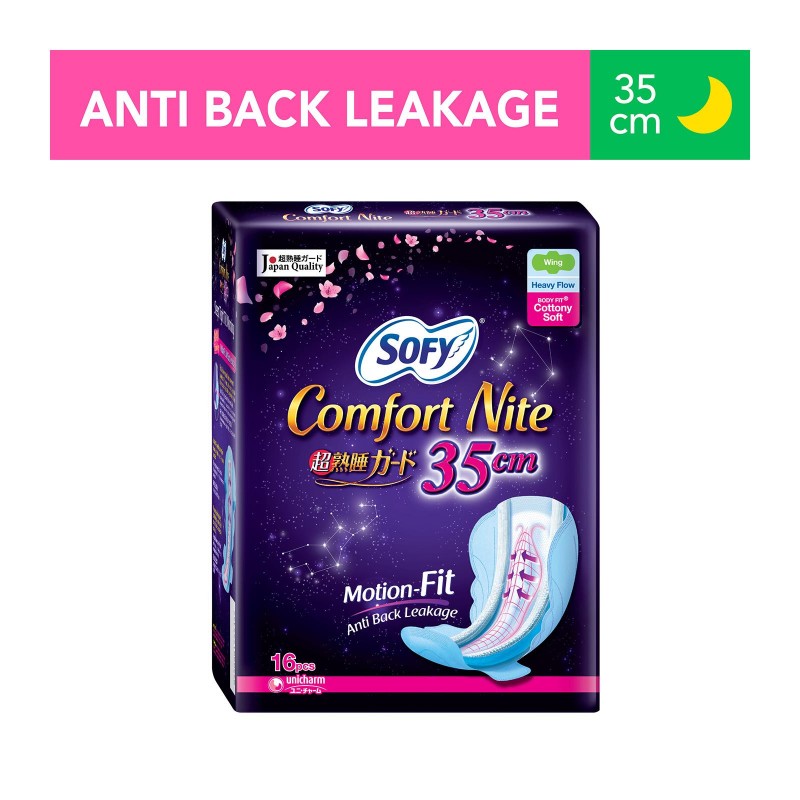 ANTI BACK LEAKAGE
35
cm
SOFY
Comfort Nite
超熟睡ガード 35cm
超熟睡ガード
Japan Quality
Wing
Heavy Flow
BODY FIT®
Cottony
Soft
SOFY®
Comfort Nite
超熟睡ガード 35cm
Motion-Fit
Anti Back Leakage
16pcs
unicharm
ユニ・チャーム